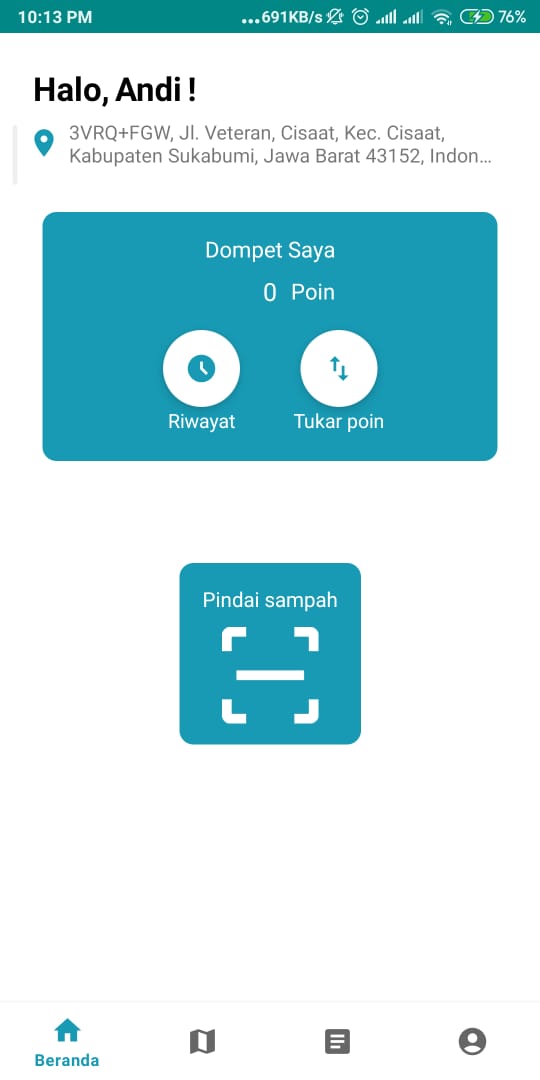 10:13 PM ...691KB/s 76%
Halo, Andi !
3VRQ+FGW, Jl. Veteran, Cisaat, Kec. Cisaat,
Kabupaten Sukabumi, Jawa Barat 43152, Indon...
Dompet Saya
0 Poin
Riwayat Tukar poin
Pindai sampah
Beranda